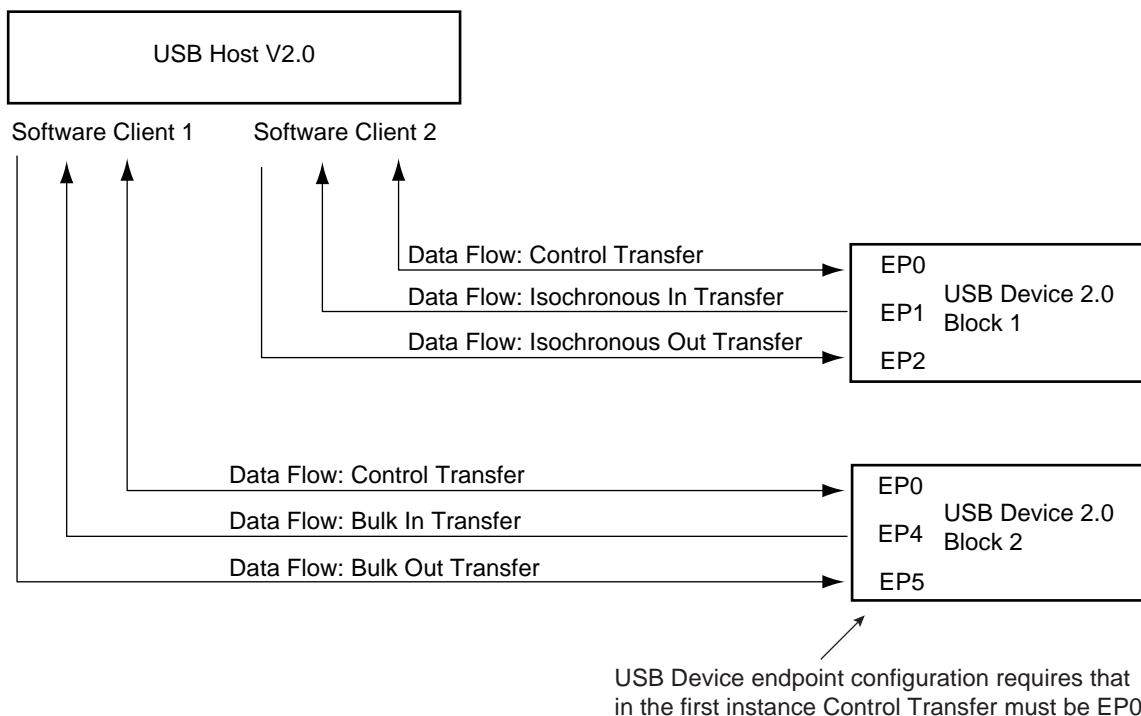 USB Host V2.0
Software Client 1
Software Client 2
Data Flow: Control Transfer
Data Flow: Isochronous In Transfer
Data Flow: Isochronous Out Transfer
EP0
EP1
EP2
USB Device 2.0
Block 1
Data Flow: Control Transfer
Data Flow: Bulk In Transfer
Data Flow: Bulk Out Transfer
EP0
EP4
EP5
USB Device 2.0
Block 2
USB Device endpoint configuration requires that
in the first instance Control Transfer must be EP0